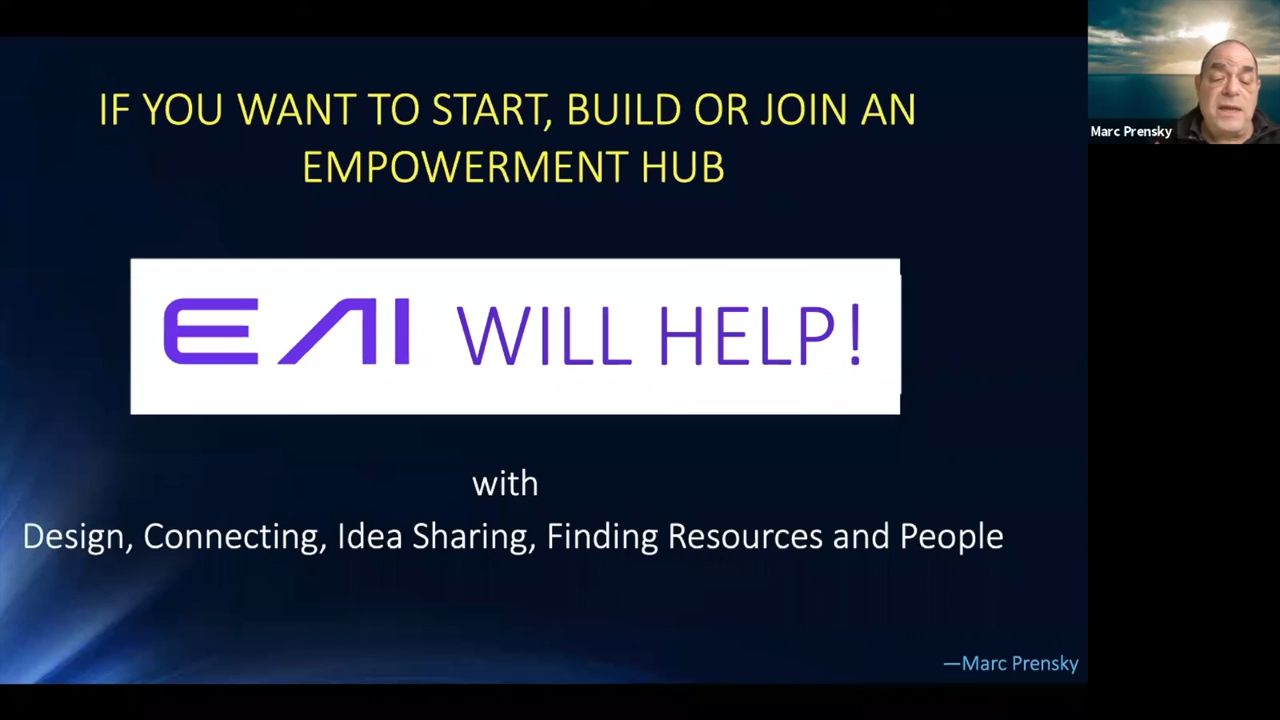 IF YOU WANT TO START, BUILD OR JOIN AN
EMPOWERMENT HUB
EAI WILL HELP!
with
Design, Connecting, Idea Sharing, Finding Resources and People
—Marc Prensky
Marc Prensky